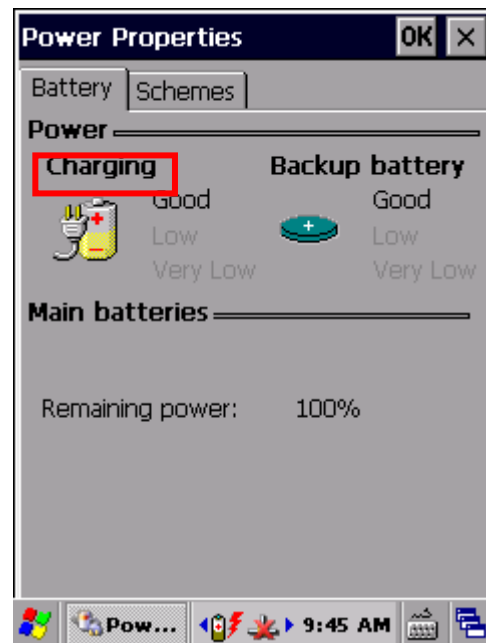 Power Properties OK ×
Battery Schemes
Power
Charging Backup battery
Good Good
Low Low
Very Low Very Low
Main batteries
Remaining power: 100%
Pow... 9:45 AM